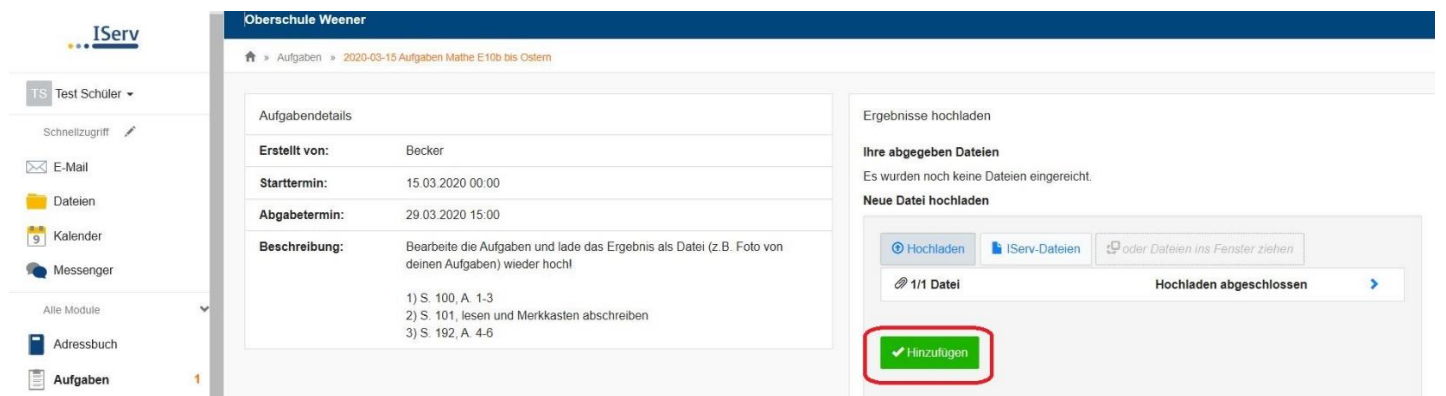 IServ
TS Test Schüler
Schnellzugriff
E-Mail
Dateien
9 Kalender
Messenger
Alle Module
Adressbuch
Aufgaben 1
Oberschule Weener
» Aufgaben » 2020-03-15 Aufgaben Mathe E10b bis Ostern
Aufgabendetails
Erstellt von: Becker
Starttermin: 15.03.2020 00:00
Abgabetermin: 29.03.2020 15:00
Beschreibung: Bearbeite die Aufgaben und lade das Ergebnis als Datei (z.B. Foto von
deinen Aufgaben) wieder hoch!
1) S. 100, A. 1-3
2) S. 101, lesen und Merkkasten abschreiben
3) S. 192, A. 4-6
Ergebnisse hochladen
Ihre abgegeben Dateien
Es wurden noch keine Dateien eingereicht.
Neue Datei hochladen
Hochladen IServ-Dateien oder Dateien ins Fenster ziehen
1/1 Datei Hochladen abgeschlossen
Hinzufügen